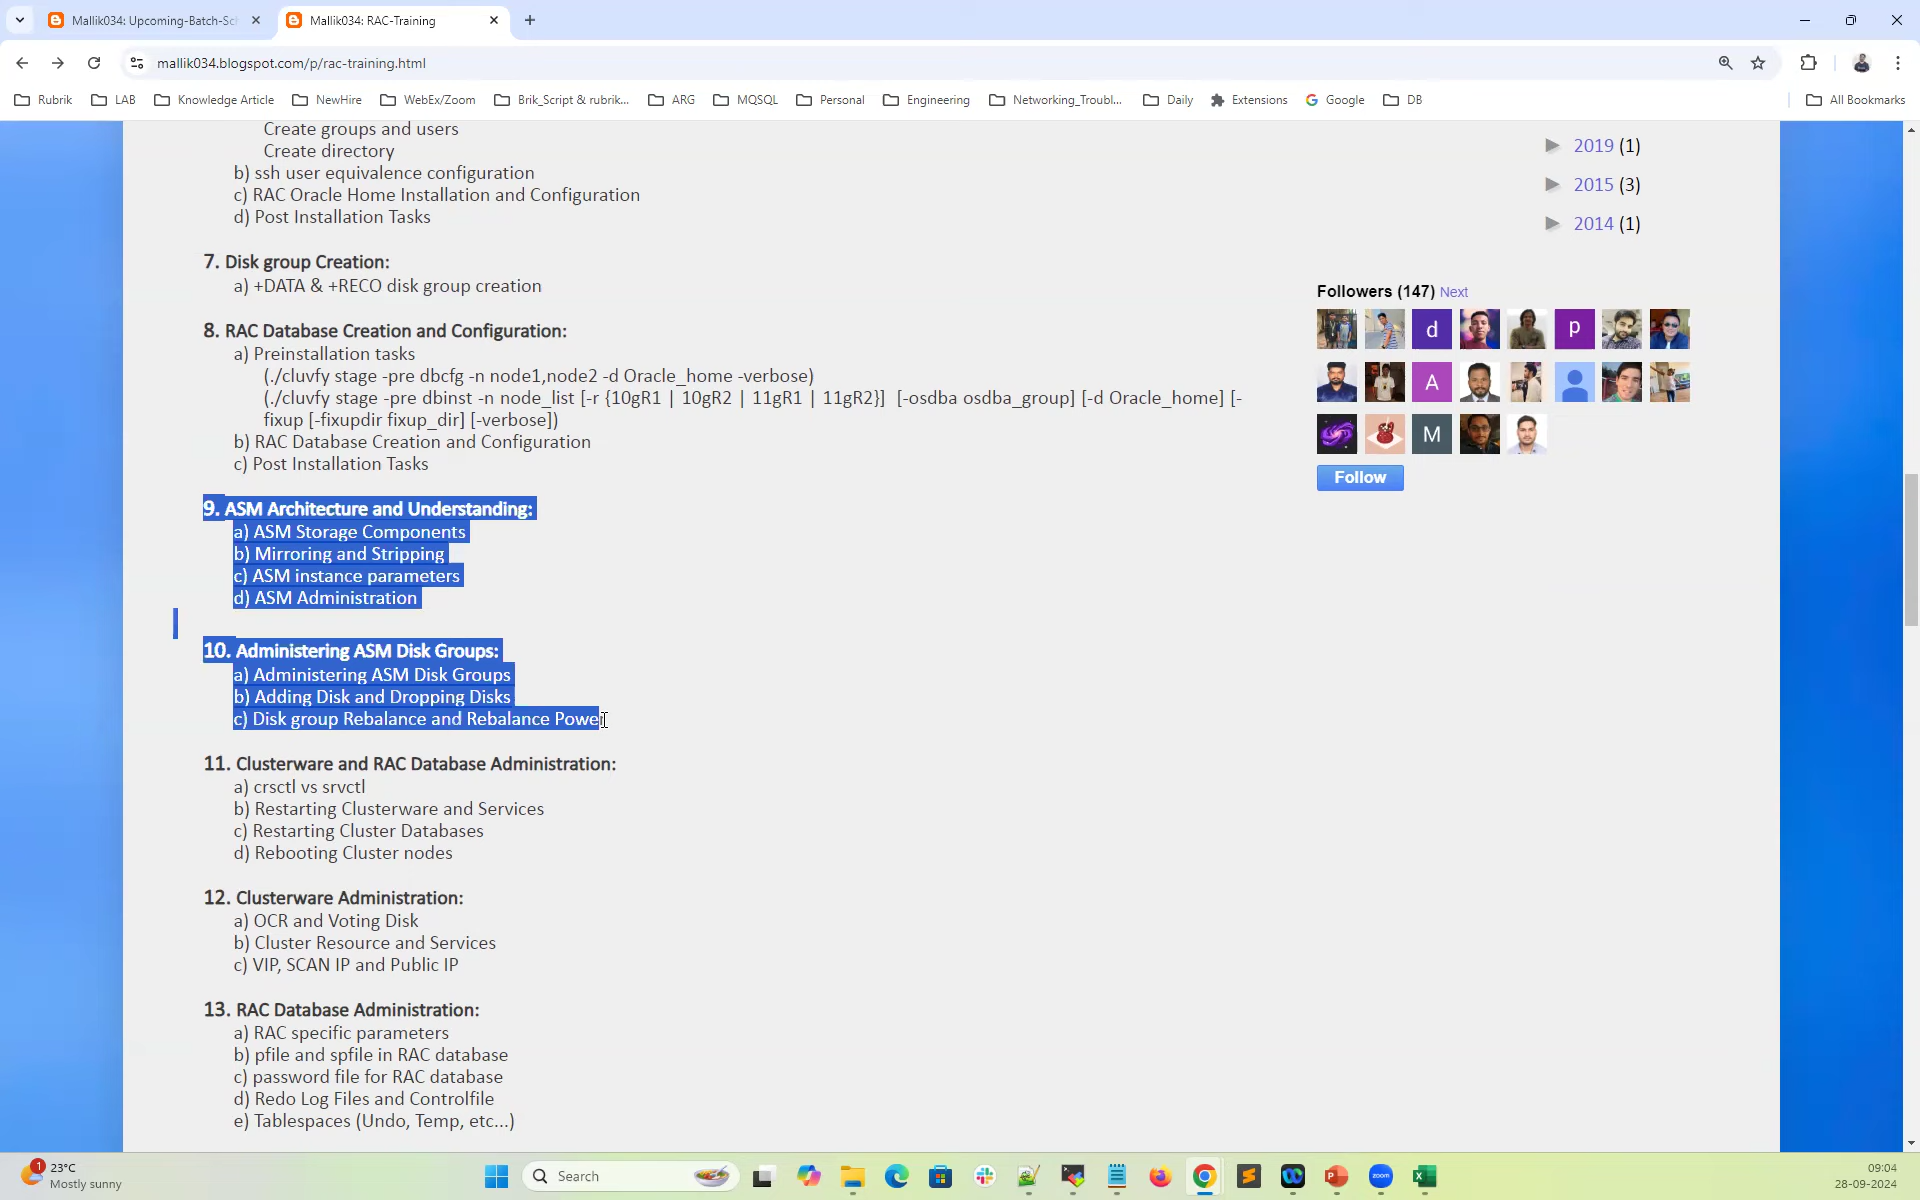 Mallik034: Upcoming-Batch-Sch
Mallik034: RAC-Training
mallik034.blogspot.com/p/rac-training.html
Rubrik
LAB
Knowledge Article
NewHire
WebEx/Zoom
Brik_Script & rubrik...
ARG
MQSQL
Personal
Engineering
Networking_Troubl...
Daily
Extensions
Google
DB
All Bookmarks
Create groups and users
Create directory
b) ssh user equivalence configuration
c) RAC Oracle Home Installation and Configuration
d) Post Installation Tasks
7. Disk group Creation:
a) +DATA & +RECO disk group creation
8. RAC Database Creation and Configuration:
a) Preinstallation tasks
(./cluvfy stage -pre dbcfg -n node1,node2 -d Oracle_home -verbose)
(./cluvfy stage -pre dbinst -n node_list [-r {10gR1 | 10gR2 | 11gR1 | 11gR2}]  [-osdba osdba_group] [-d Oracle_home] [-
fixup [-fixupdir fixup_dir] [-verbose])
b) RAC Database Creation and Configuration
c) Post Installation Tasks
9. ASM Architecture and Understanding:
a) ASM Storage Components
b) Mirroring and Stripping
c) ASM instance parameters
d) ASM Administration
10. Administering ASM Disk Groups:
a) Administering ASM Disk Groups
b) Adding Disk and Dropping Disks
c) Disk group Rebalance and Rebalance Power
11. Clusterware and RAC Database Administration:
a) crsctl vs srvctl
b) Restarting Clusterware and Services
c) Restarting Cluster Databases
d) Rebooting Cluster nodes
12. Clusterware Administration:
a) OCR and Voting Disk
b) Cluster Resource and Services
c) VIP, SCAN IP and Public IP
13. RAC Database Administration:
a) RAC specific parameters
b) pfile and spfile in RAC database
c) password file for RAC database
d) Redo Log Files and Controlfile
e) Tablespaces (Undo, Temp, etc...)
2019 (1)
2015 (3)
2014 (1)
Followers (147) Next
d
p
A
M
Follow
1
23°C
Mostly sunny
Search
zoom
09:04
28-09-2024